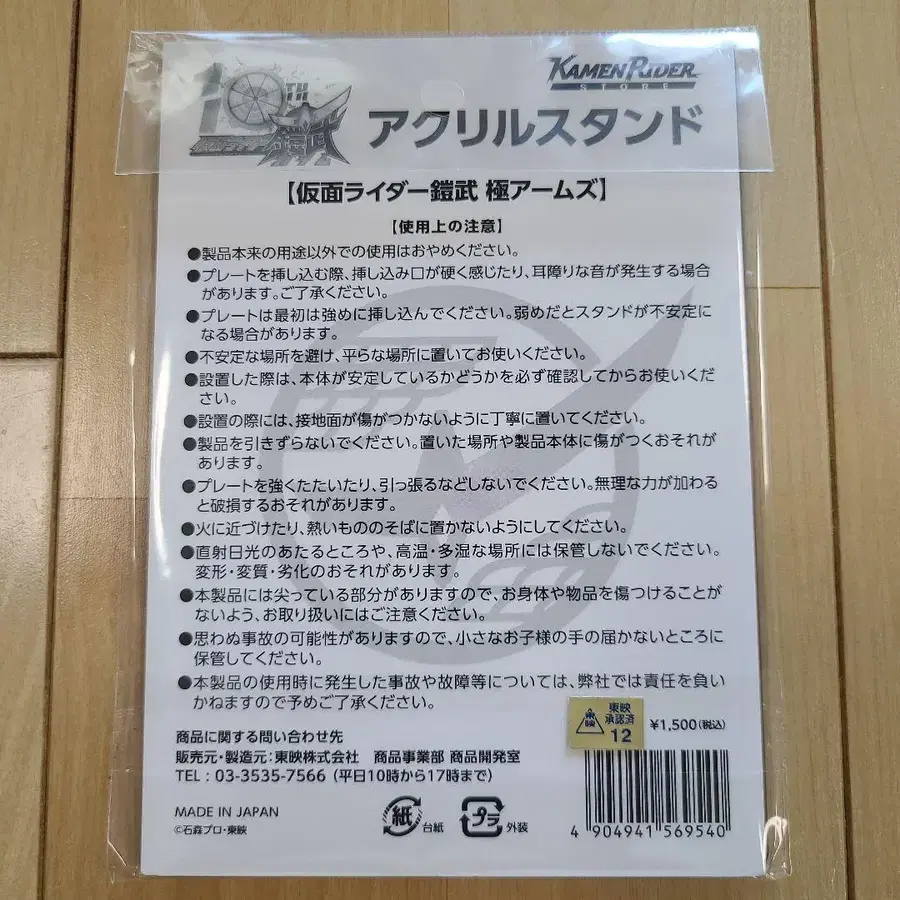 10TH
仮面ライダー鎧武
KAMEN RIDER
STORE
アクリルスタンド
【仮面ライダー鎧武 極アームズ】
【使用上の注意】
●製品本来の用途以外での使用はおやめください。
●プレートを挿し込む際、挿し込み口が硬く感じたり、耳障りな音が発生する場合
があります。ご了承ください。
●プレートは最初は強めに挿し込んでください。弱めだとスタンドが不安定に
なる場合があります。
●不安定な場所を避け、平らな場所に置いてお使いください。
●設置した際は、本体が安定しているかどうかを必ず確認してからお使いくだ
さい。
●設置の際には、接地面が傷がつかないように丁寧に置いてください。
●製品を引きずらないでください。置いた場所や製品本体に傷がつくおそれが
あります。
●プレートを強くたたいたり、引っ張るなどしないでください。無理な力が加わる
と破損するおそれがあります。
●火に近づけたり、熱いもののそばに置かないようにしてください。
●直射日光のあたるところや、高温・多湿な場所には保管しないでください。
変形・変質・劣化のおそれがあります。
●本製品には尖っている部分がありますので、お身体や物品を傷つけることが
ないよう、お取り扱いにはご注意ください。
●思わぬ事故の可能性がありますので、小さなお子様の手の届かないところに
保管してください。
●本製品の使用時に発生した事故や故障等については、弊社では責任を負い
かねますので予めご了承ください。
東映
東映
承認済
12
¥1,500(税込)
商品に関する問い合わせ先
販売元・製造元:東映株式会社 商品事業部 商品開発室
TEL : 03-3535-7566 (平日10時から17時まで)
MADE IN JAPAN
©石森プロ・東映
紙 台紙
プラ 外装
4 904941 569540